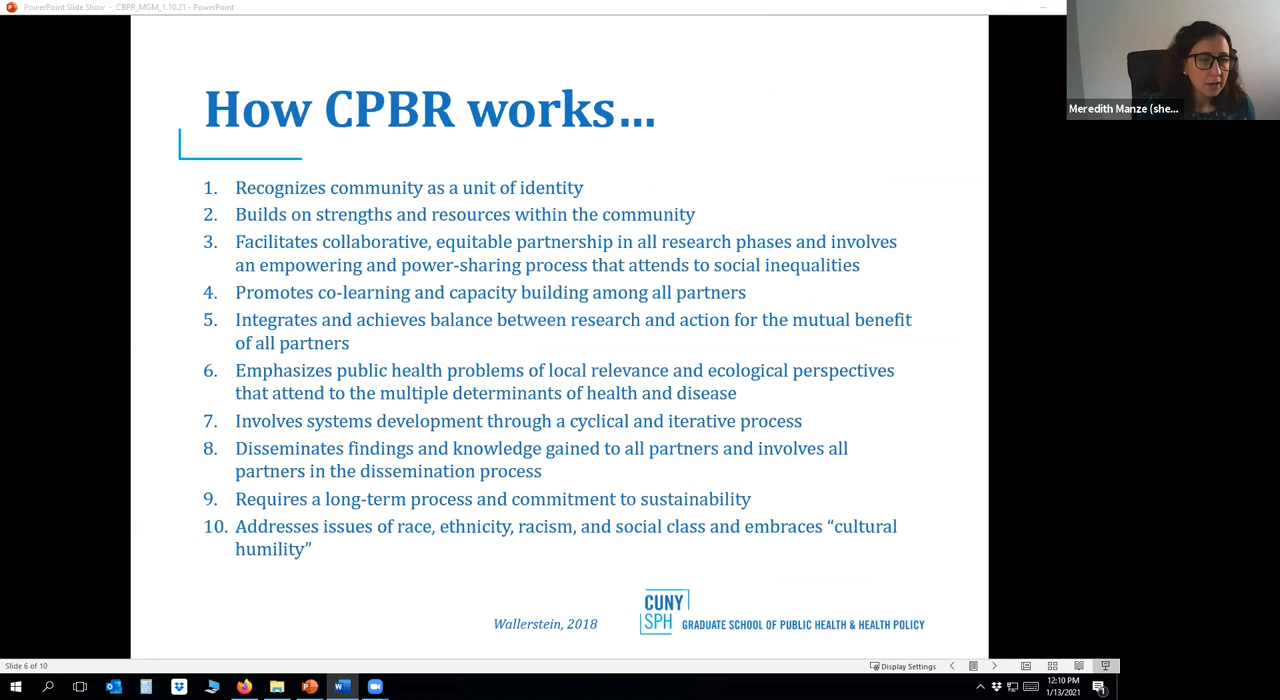 PowerPoint Slide Show - CBPR_MGM_1.10.21 - PowerPoint
Meredith Manze (she...
How CPBR works...
1. Recognizes community as a unit of identity
2. Builds on strengths and resources within the community
3. Facilitates collaborative, equitable partnership in all research phases and involves
an empowering and power-sharing process that attends to social inequalities
4. Promotes co-learning and capacity building among all partners
5. Integrates and achieves balance between research and action for the mutual benefit
of all partners
6. Emphasizes public health problems of local relevance and ecological perspectives
that attend to the multiple determinants of health and disease
7. Involves systems development through a cyclical and iterative process
8. Disseminates findings and knowledge gained to all partners and involves all
partners in the dissemination process
9. Requires a long-term process and commitment to sustainability
10. Addresses issues of race, ethnicity, racism, and social class and embraces “cultural
humility”
Wallerstein, 2018
CUNY
SPH GRADUATE SCHOOL OF PUBLIC HEALTH & HEALTH POLICY
Slide 6 of 10
Display Settings
12:10 PM
1/13/2021